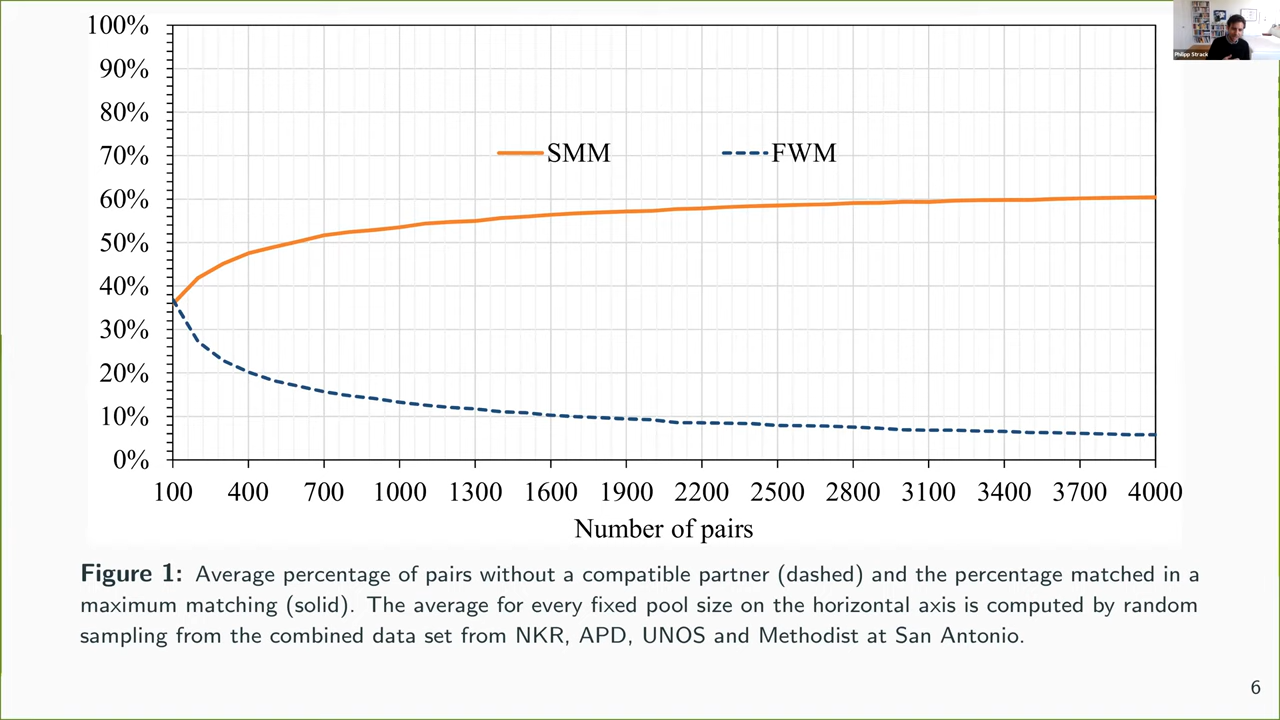 100%
90%
80%
70%
60%
50%
40%
30%
20%
10%
0%
SMM FWM
100 400 700 1000 1300 1600 1900 2200 2500 2800 3100 3400 3700 4000
Number of pairs
Figure 1: Average percentage of pairs without a compatible partner (dashed) and the percentage matched in a
maximum matching (solid). The average for every fixed pool size on the horizontal axis is computed by random
sampling from the combined data set from NKR, APD, UNOS and Methodist at San Antonio.
6
Philipp Strack